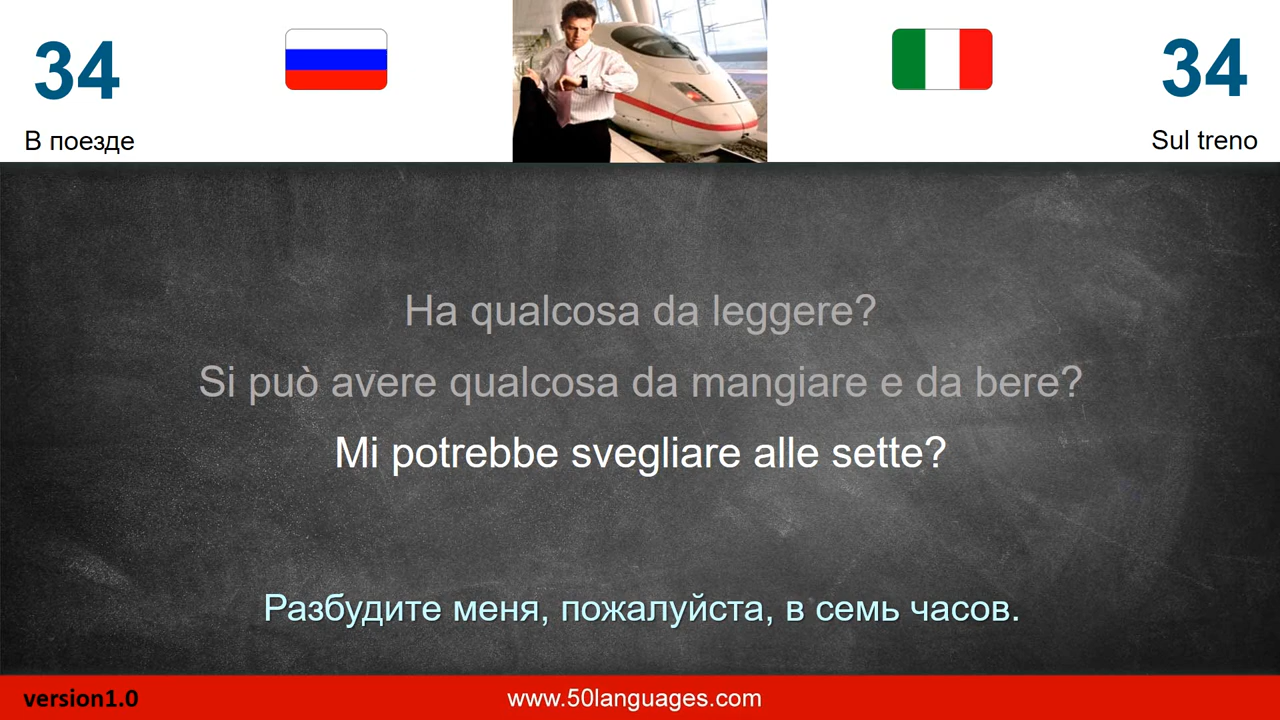 34
34
В поезде
Sul treno
Ha qualcosa da leggere?
Si può avere qualcosa da mangiare e da bere?
Mi potrebbe svegliare alle sette?
Разбудите меня, пожалуйста, в семь часов.
version1.0
www.50languages.com